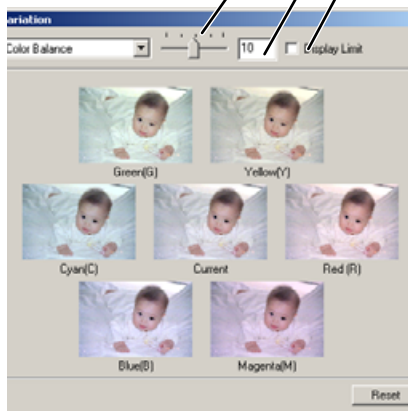 ariation
Color Balance 10 Display Limit
Green(G) Yellow(Y)
Cyan(C) Current Red (R)
Blue(B) Magenta(M)
Reset